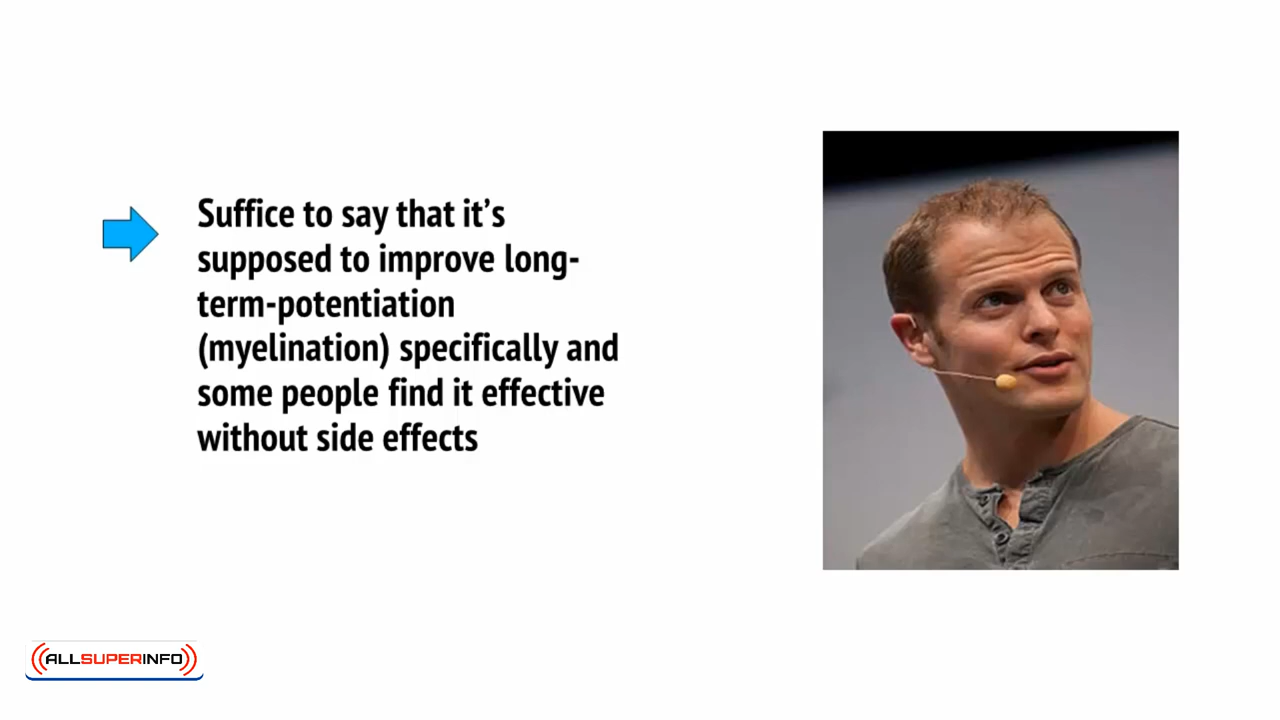 Suffice to say that it’s
supposed to improve long-
term-potentiation
(myelination) specifically and
some people find it effective
without side effects
ALLSUPERINFO